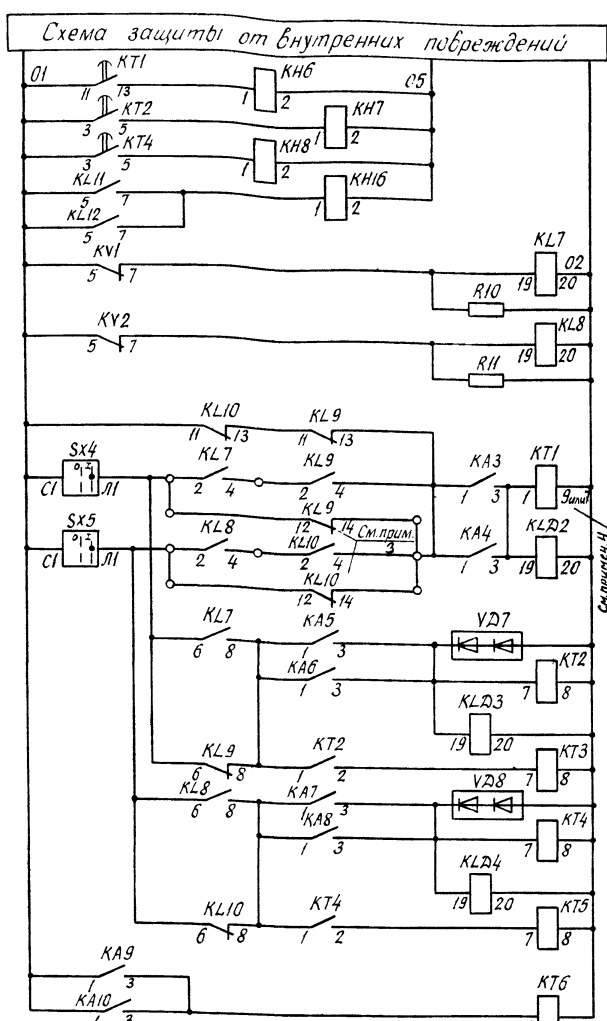 Схема защиты от внутренних повреждений
01 KT1 KH6 05
11 13 1 2
KT2 KH7
3 5 1 2
KT4 KH8
3 5 1 2
KL11 KH16
5 7 1 2
KL12
5 7
KV1 KL7 02
5 7 19 20
R10
KV2 KL8
5 7 19 20
R11
KL10 KL9
11 13 11 13
SX4 KL7 KL9 KA3 KT1
0 I
C1 Л1 2 4 2 4 1 3 1 9или
KL9
12 14
SX5 KL8 KL10 См.прим. 3 KA4 KLD2
0 I
C1 Л1 2 4 2 4 1 3 19 20
См.примеч. 4
KL10
12 14
KL7 KA5 VD7
6 8 1 3
KA6 KT2
1 3 7 8
KLD3
19 20
KL9 KT2 KT3
6 8 1 2 7 8
KL8 KA7 VD8
6 8 1 3
KA8 KT4
1 3 7 8
KLD4
19 20
KL10 KT4 KT5
6 8 1 2 7 8
KA9
1 3
KA10 KT6
1 3